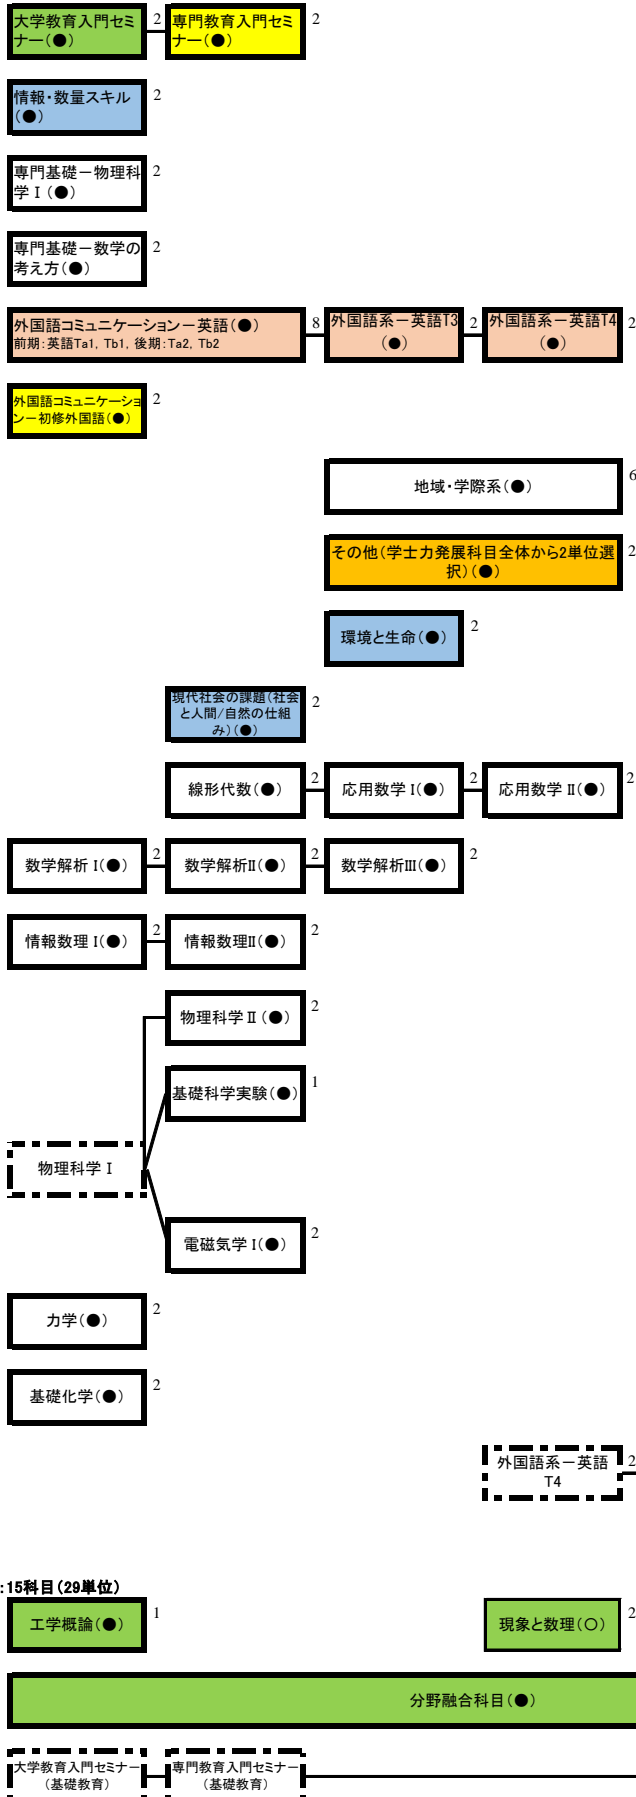 大学教育入門セミ
ナー(●)
2
専門教育入門セミ
ナー(●)
2
情報・数量スキル
(●)
2
専門基礎－物理科
学Ⅰ(●)
2
専門基礎－数学の
考え方(●)
2
外国語コミュニケーション－英語(●)
前期:英語Ta1, Tb1, 後期:Ta2, Tb2
8
外国語系－英語T3
(●)
2
外国語系－英語T4
(●)
2
外国語コミュニケーショ
ン－初修外国語(●)
2
地域・学際系(●)
6
その他(学士力発展科目全体から2単位選
択)(●)
2
環境と生命(●)
2
現代社会の課題(社会
と人間/自然の仕組
み)(●)
2
線形代数(●)
2
応用数学Ⅰ(●)
2
応用数学Ⅱ(●)
2
数学解析Ⅰ(●)
2
数学解析Ⅱ(●)
2
数学解析Ⅲ(●)
2
情報数理Ⅰ(●)
2
情報数理Ⅱ(●)
2
物理科学Ⅱ(●)
2
基礎科学実験(●)
1
物理科学Ⅰ
電磁気学Ⅰ(●)
2
力学(●)
2
基礎化学(●)
2
外国語系－英語
T4
2
:15科目(29単位)
工学概論(●)
1
現象と数理(○)
2
分野融合科目(●)
大学教育入門セミナー
(基礎教育)
専門教育入門セミナー
(基礎教育)